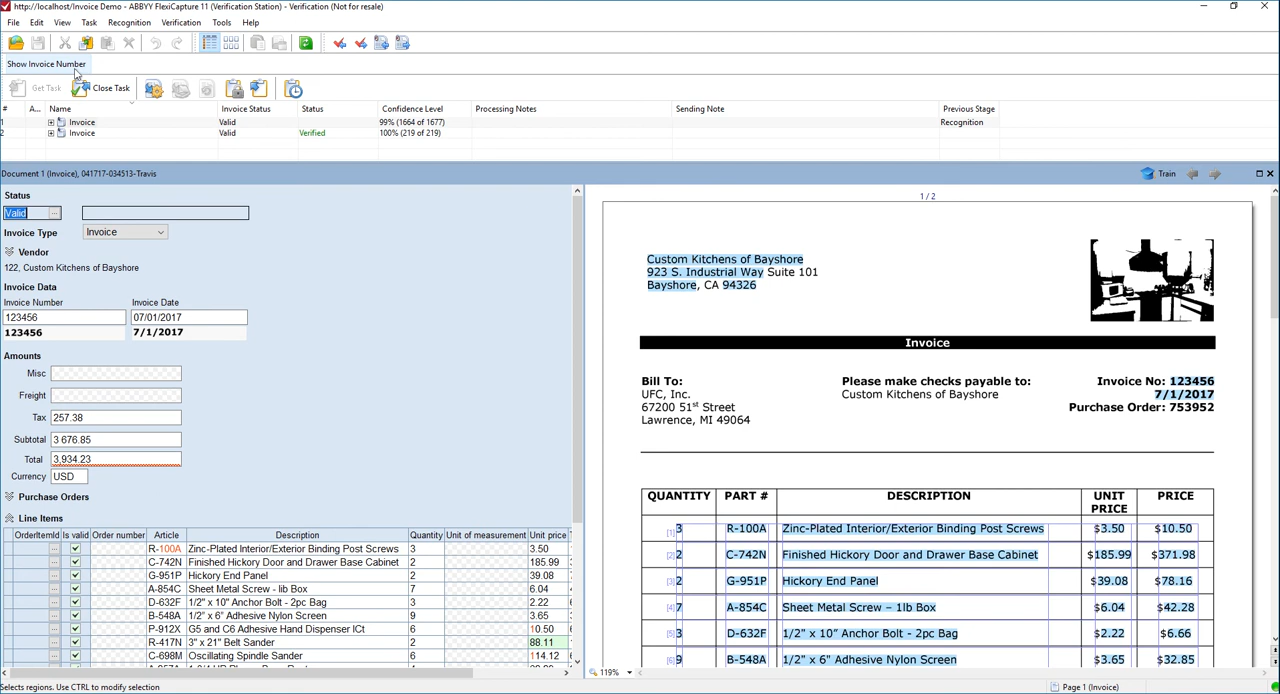 http://localhost/Invoice Demo - ABBYY FlexiCapture 11 (Verification Station) - Verification (Not for resale)
File Edit View Task Recognition Verification Tools Help
Show Invoice Number
Get Task Close Task
# A... Name Invoice Status Status Confidence Level Processing Notes Sending Note Previous Stage
1 Invoice Valid 99% (1664 of 1677) Recognition
2 Invoice Valid Verified 100% (219 of 219)
Document 1 (Invoice), 041717-034513-Travis
Train
Status
Valid ...
Invoice Type Invoice
Vendor
122, Custom Kitchens of Bayshore
Invoice Data
Invoice Number Invoice Date
123456 07/01/2017
123456 7/1/2017
Amounts
Misc
Freight
Tax 257.38
Subtotal 3 676.85
Total 3,934.23
Currency USD
Purchase Orders
Line Items
OrderItemId Is valid Order number Article Description Quantity Unit of measurement Unit price
R-100A Zinc-Plated Interior/Exterior Binding Post Screws 3 3.50
C-742N Finished Hickory Door and Drawer Base Cabinet 2 185.99
G-951P Hickory End Panel 2 39.08
A-854C Sheet Metal Screw - lib Box 7 6.04
D-632F 1/2" x 10" Anchor Bolt - 2pc Bag 3 2.22
B-548A 1/2" x 6" Adhesive Nylon Screen 9 3.65
P-912X G5 and C6 Adhesive Hand Dispenser ICt 6 10.50
R-417N 3" x 21" Belt Sander 2 88.11
C-698M Oscillating Spindle Sander 6 114.12
1 / 2
Custom Kitchens of Bayshore
923 S. Industrial Way Suite 101
Bayshore, CA 94326
Invoice
Bill To:
UFC, Inc.
67200 51st Street
Lawrence, MI 49064
Please make checks payable to:
Custom Kitchens of Bayshore
Invoice No: 123456
7/1/2017
Purchase Order: 753952
QUANTITY PART # DESCRIPTION UNIT PRICE PRICE
[1] 3 R-100A Zinc-Plated Interior/Exterior Binding Post Screws $3.50 $10.50
[2] 2 C-742N Finished Hickory Door and Drawer Base Cabinet $185.99 $371.98
[3] 2 G-951P Hickory End Panel $39.08 $78.16
[4] 7 A-854C Sheet Metal Screw – 1lb Box $6.04 $42.28
[5] 3 D-632F 1/2" x 10" Anchor Bolt - 2pc Bag $2.22 $6.66
[6] 9 B-548A 1/2" x 6" Adhesive Nylon Screen $3.65 $32.85
119%
Selects regions. Use CTRL to modify selection
Page 1 (Invoice)